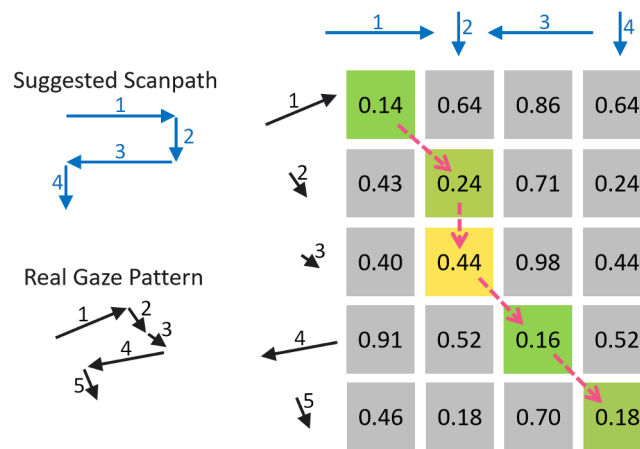 1 2 3 4
Suggested Scanpath
1
2
3
4
Real Gaze Pattern
1 2 3
4
5
1 0.14 0.64 0.86 0.64
2 0.43 0.24 0.71 0.24
3 0.40 0.44 0.98 0.44
4 0.91 0.52 0.16 0.52
5 0.46 0.18 0.70 0.18